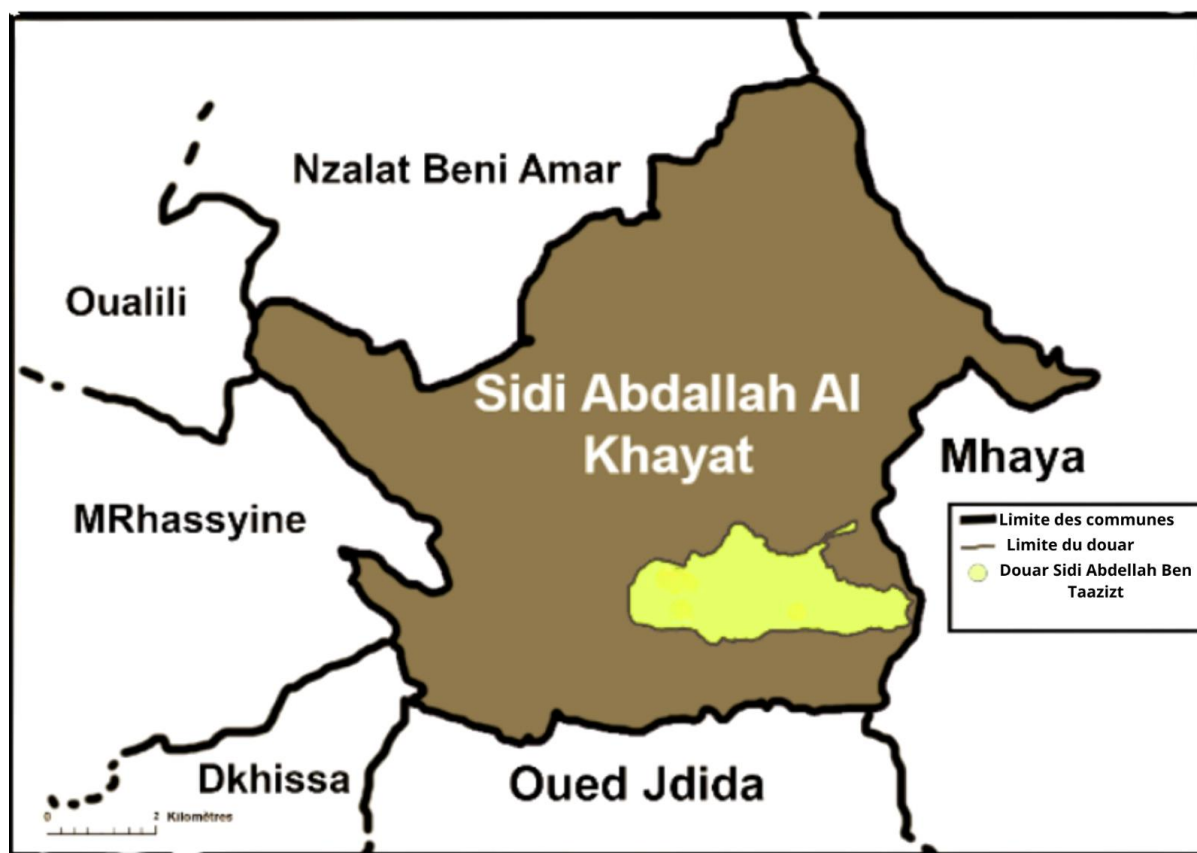 Nzalat Beni Amar
Oualili
Sidi Abdallah Al
Khayat
Mhaya
MRhassyine
Limite des communes
Limite du douar
Douar Sidi Abdellah Ben
Taazizt
Dkhissa
Oued Jdida
0 2 Kilomètres